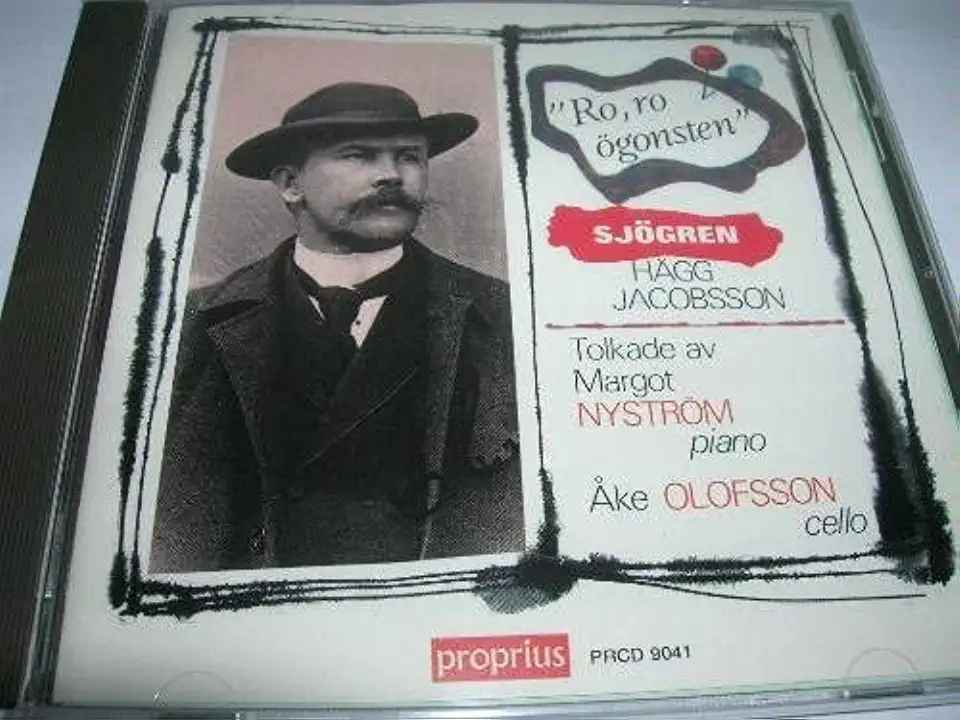 "Ro, ro
ögonsten"
SJÖGREN
HÄGG
JACOBSSON
Tolkade av
Margot
NYSTRÖM
piano
Åke OLOFSSON
cello
proprius PRCD 9041